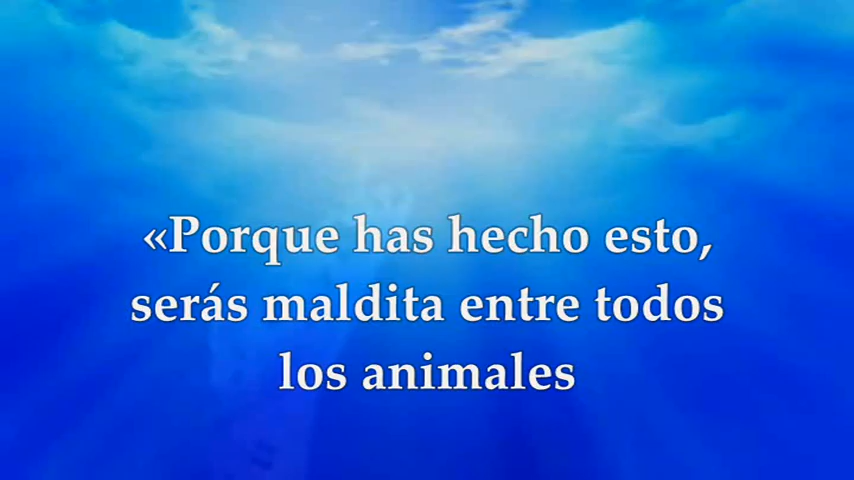 «Porque has hecho esto,
serás maldita entre todos
los animales